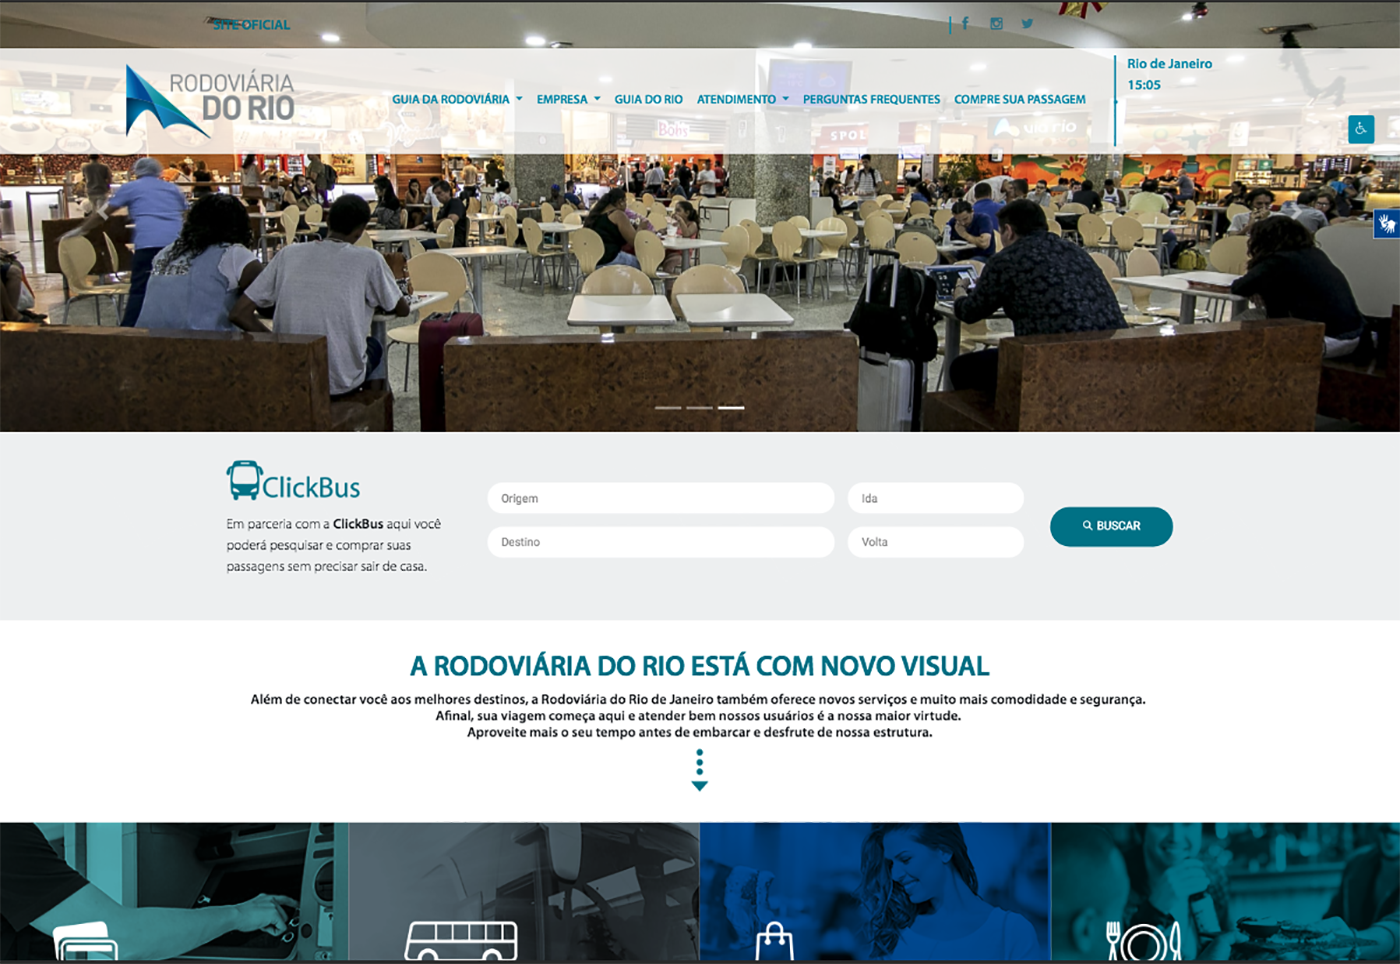 SITE OFICIAL
RODOVIÁRIA
DO RIO
GUIA DA RODOVIÁRIA
EMPRESA
GUIA DO RIO
ATENDIMENTO
PERGUNTAS FREQUENTES
COMPRE SUA PASSAGEM
Rio de Janeiro
15:05
Bob's
SPOL
ClickBus
Em parceria com a ClickBus aqui você
poderá pesquisar e comprar suas
passagens sem precisar sair de casa.
Origem
Ida
Destino
Volta
BUSCAR
A RODOVIÁRIA DO RIO ESTÁ COM NOVO VISUAL
Além de conectar você aos melhores destinos, a Rodoviária do Rio de Janeiro também oferece novos serviços e muito mais comodidade e segurança.
Afinal, sua viagem começa aqui e atender bem nossos usuários é a nossa maior virtude.
Aproveite mais o seu tempo antes de embarcar e desfrute de nossa estrutura.